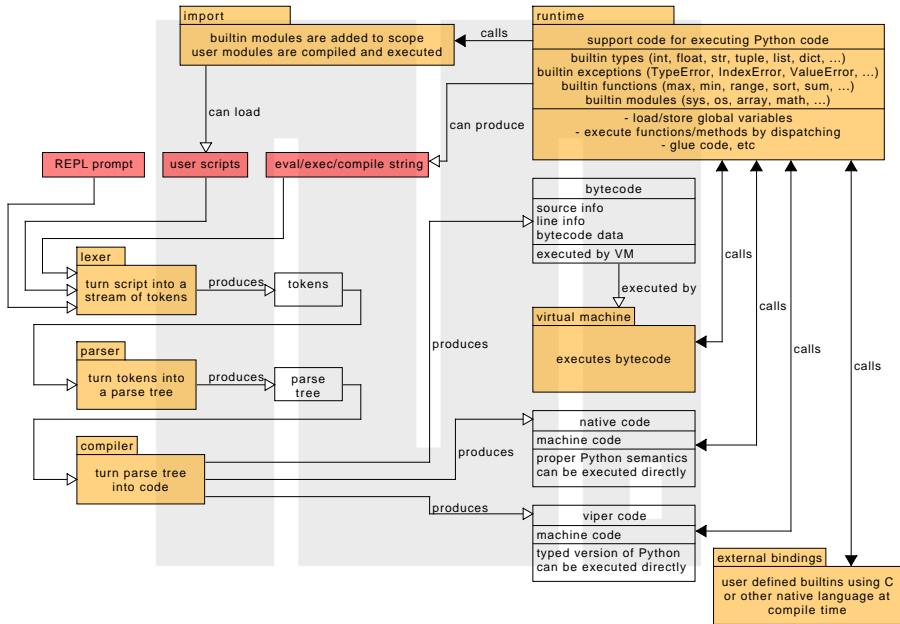 import
builtin modules are added to scope
user modules are compiled and executed
calls
runtime
support code for executing Python code
builtin types (int, float, str, tuple, list, dict, ...)
builtin exceptions (TypeError, IndexError, ValueError, ...)
builtin functions (max, min, range, sort, sum, ...)
builtin modules (sys, os, array, math, ...)
- load/store global variables
- execute functions/methods by dispatching
- glue code, etc
can load
can produce
REPL prompt
user scripts
eval/exec/compile string
bytecode
source info
line info
bytecode data
executed by VM
lexer
turn script into a
stream of tokens
produces
tokens
executed by
calls
virtual machine
executes bytecode
calls
calls
calls
produces
parser
turn tokens into
a parse tree
produces
parse
tree
native code
machine code
proper Python semantics
can be executed directly
compiler
turn parse tree
into code
produces
produces
viper code
machine code
typed version of Python
can be executed directly
external bindings
user defined builtins using C
or other native language at
compile time